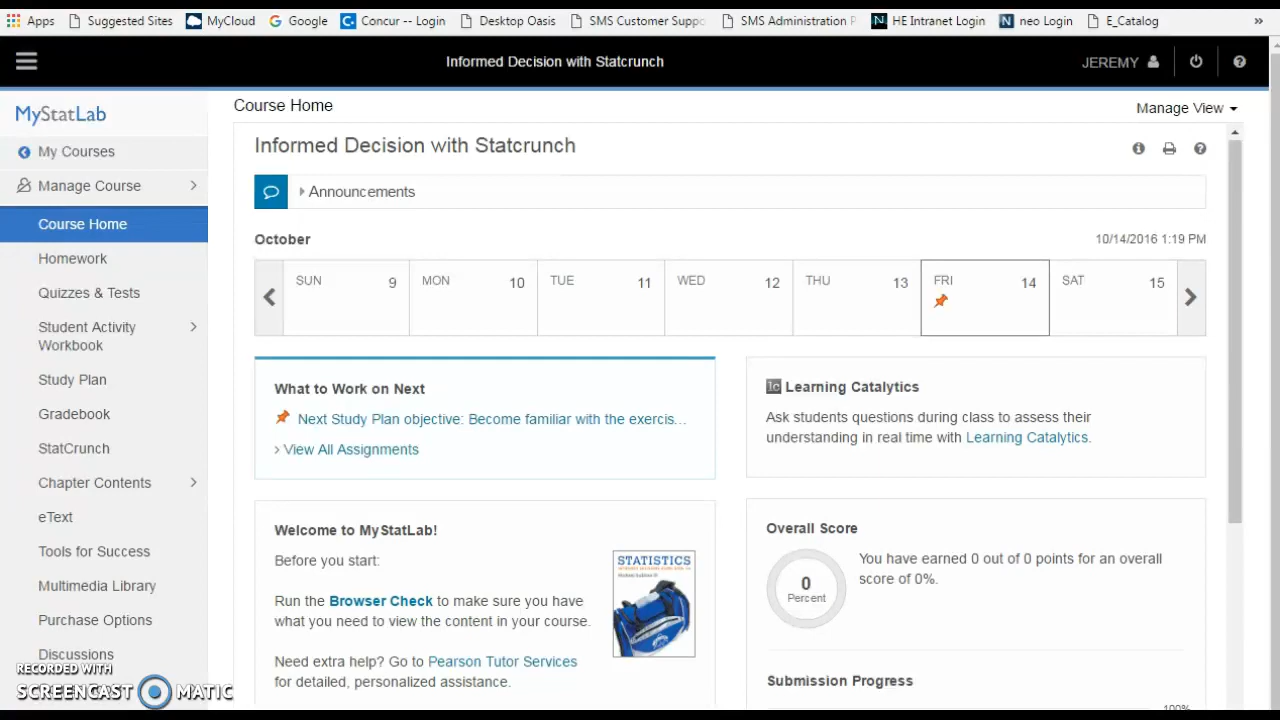 Apps Suggested Sites MyCloud Google Concur -- Login Desktop Oasis SMS Customer Suppo SMS Administration P HE Intranet Login neo Login E_Catalog »
Informed Decision with Statcrunch
JEREMY
MyStatLab
My Courses
Manage Course
Course Home
Homework
Quizzes & Tests
Student Activity
Workbook
Study Plan
Gradebook
StatCrunch
Chapter Contents
eText
Tools for Success
Multimedia Library
Purchase Options
Discussions
RECORDED WITH
SCREENCAST MATIC
Course Home
Manage View
Informed Decision with Statcrunch
Announcements
October
10/14/2016 1:19 PM
SUN 9
MON 10
TUE 11
WED 12
THU 13
FRI 14
SAT 15
What to Work on Next
Next Study Plan objective: Become familiar with the exercis...
View All Assignments
lc Learning Catalytics
Ask students questions during class to assess their
understanding in real time with Learning Catalytics.
Welcome to MyStatLab!
Before you start:
Run the Browser Check to make sure you have
what you need to view the content in your course.
Need extra help? Go to Pearson Tutor Services
for detailed, personalized assistance.
STATISTICS
Overall Score
0
Percent
You have earned 0 out of 0 points for an overall
score of 0%.
Submission Progress
100%